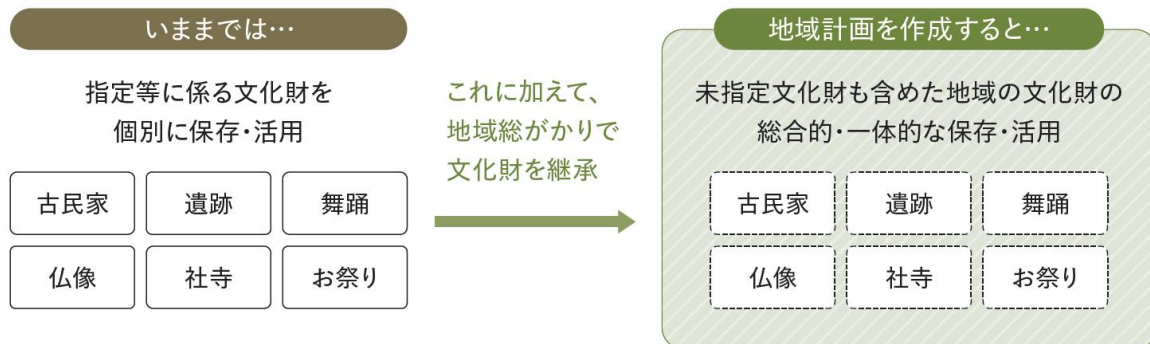 いままでは…
指定等に係る文化財を
個別に保存・活用
古民家
遺跡
舞踊
仏像
社寺
お祭り
これに加えて、
地域総がかりで
文化財を継承
地域計画を作成すると…
未指定文化財も含めた地域の文化財の
総合的・一体的な保存・活用
古民家
遺跡
舞踊
仏像
社寺
お祭り